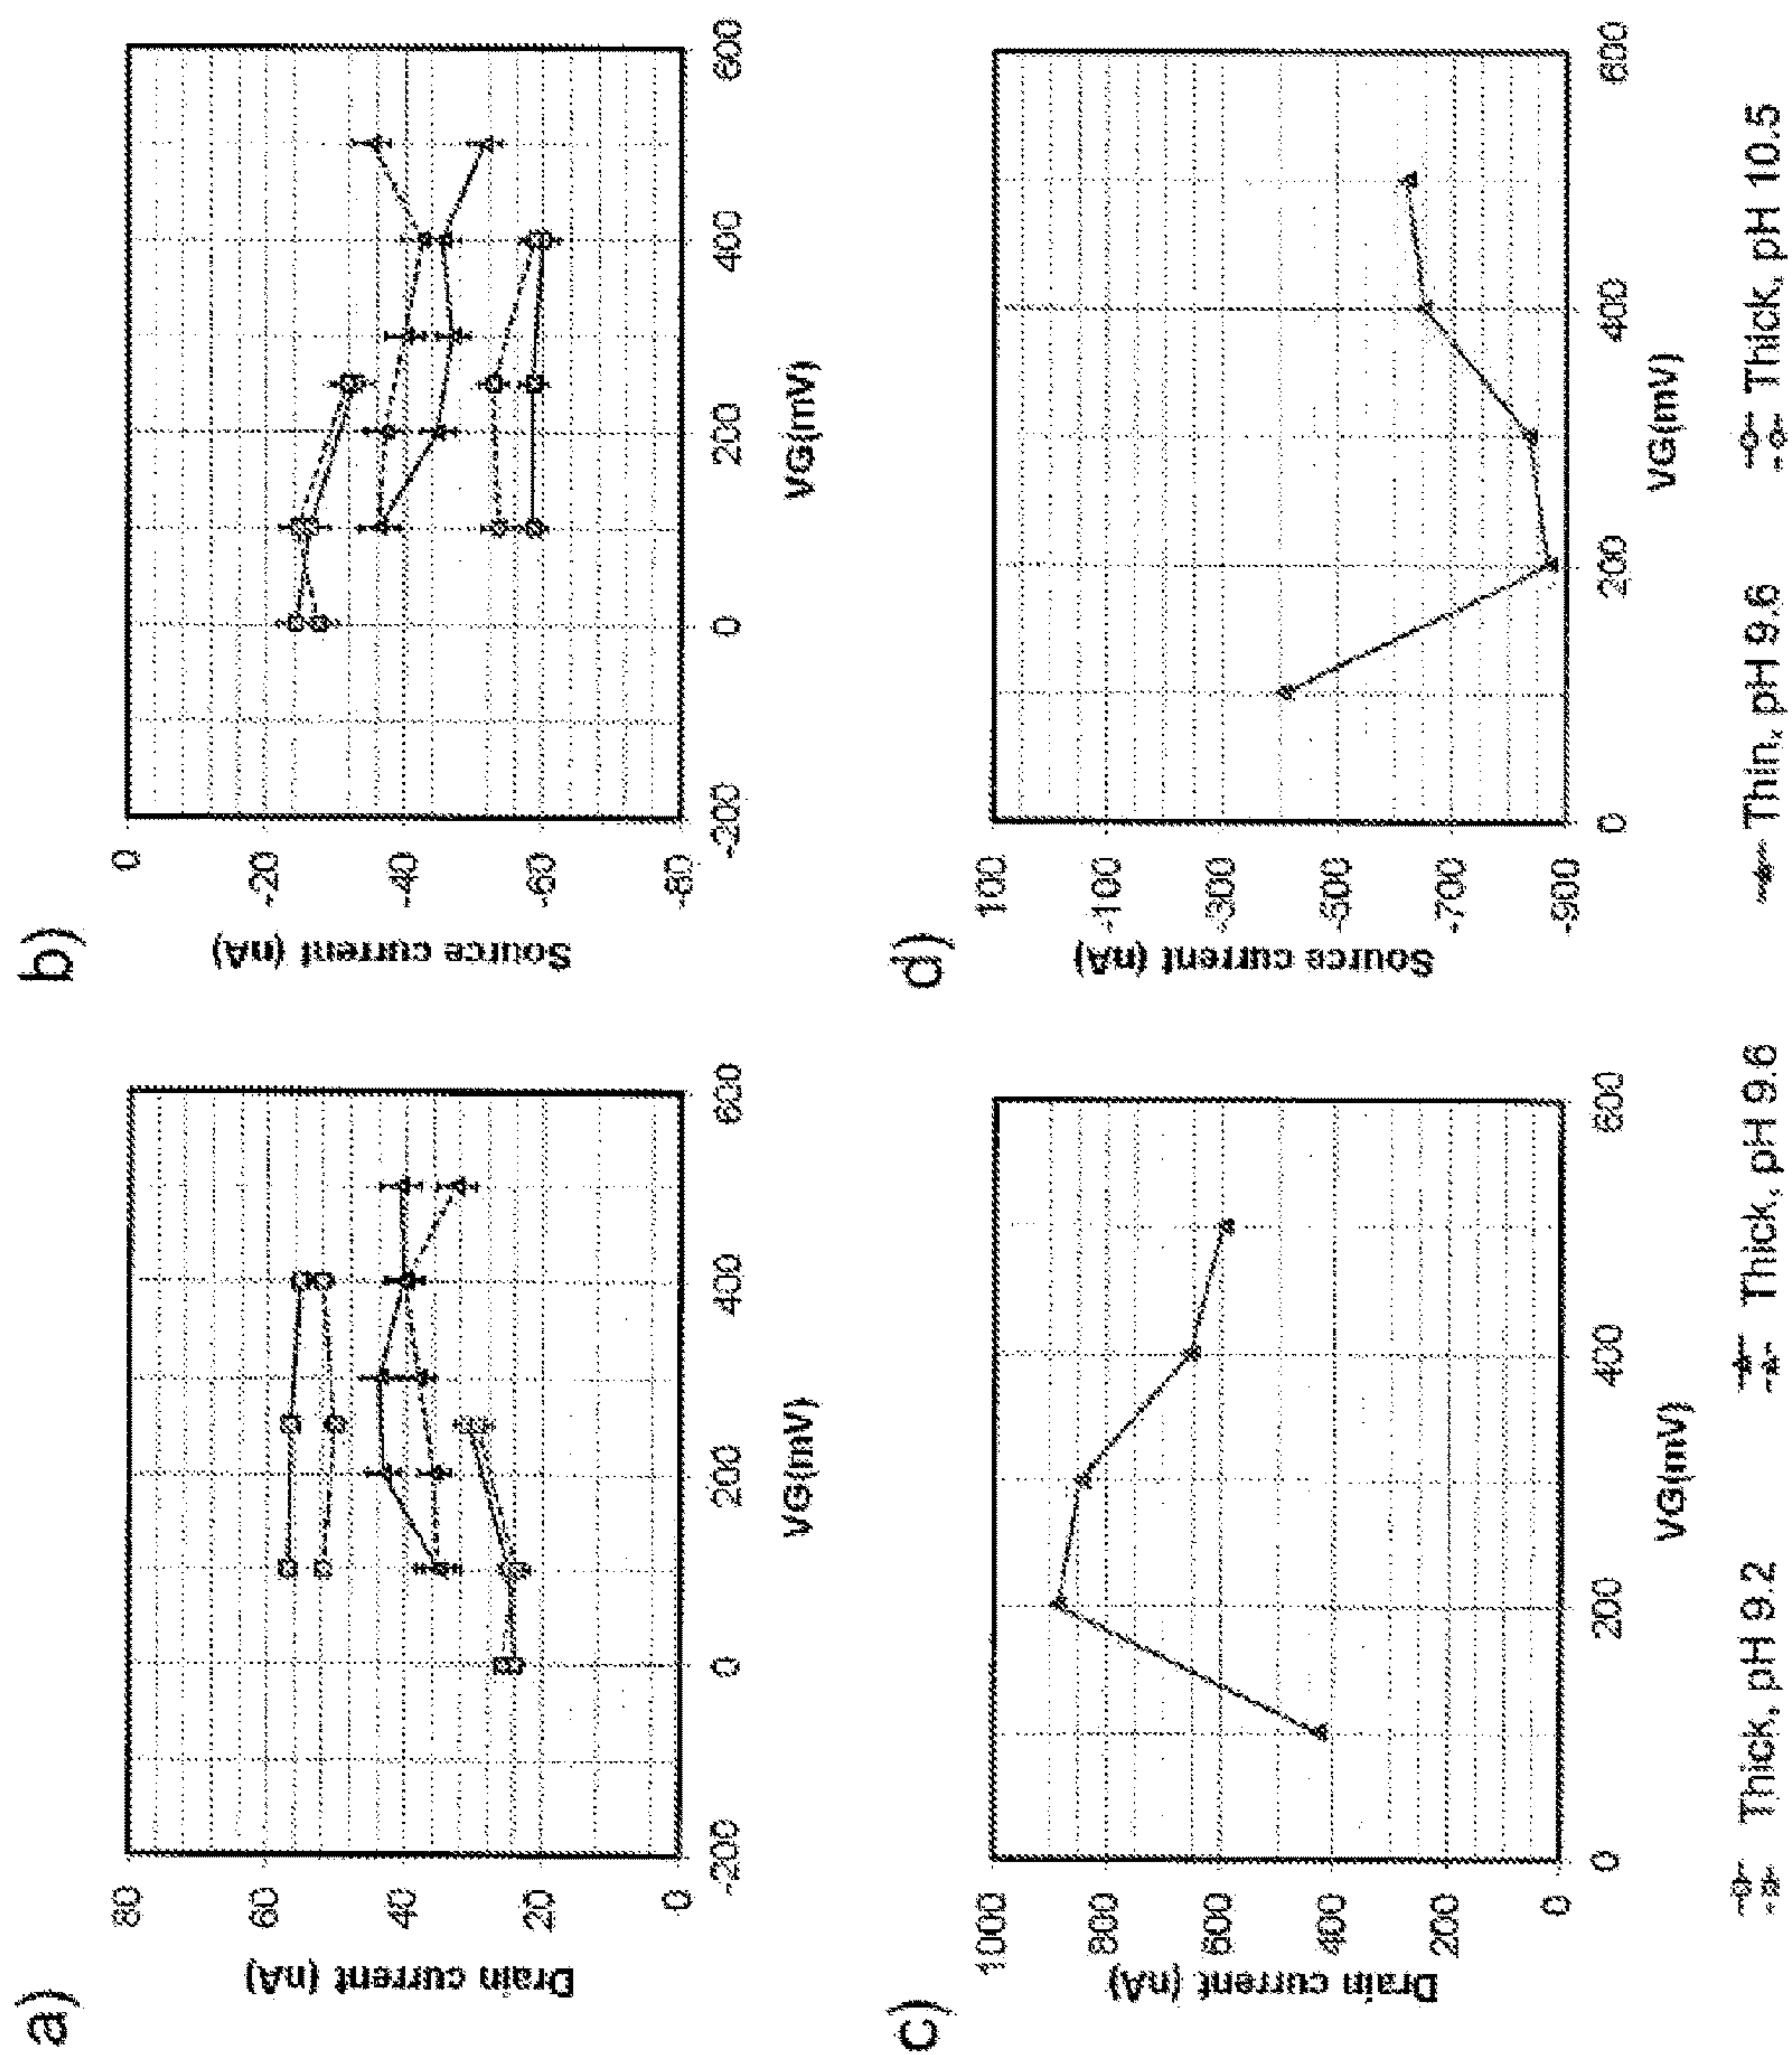 a)
Drain current (nA)
80
60
40
20
0
-200
0
200
400
600
VG(mV)
b)
Source current (nA)
0
-20
-40
-60
-80
-200
0
200
400
600
VG(mV)
c)
Drain current (nA)
1000
800
600
400
200
0
0
200
400
600
VG(mV)
d)
Source current (nA)
100
-100
-300
-500
-700
-900
0
200
400
600
VG(mV)
Thick, pH 9.2
Thick, pH 9.6
Thin, pH 9.6
Thick, pH 10.5